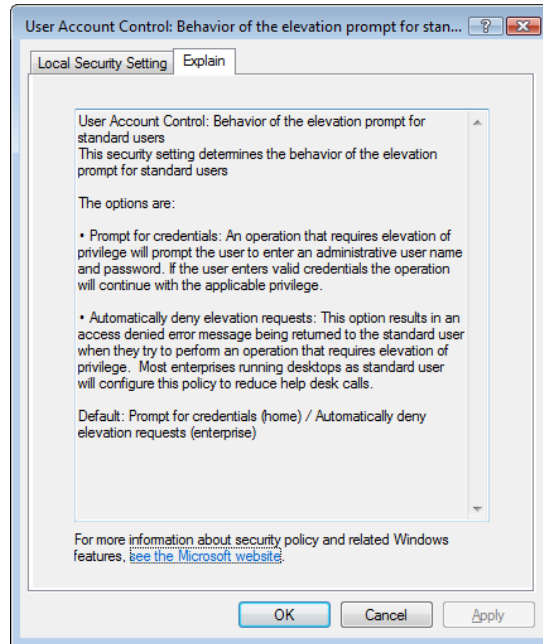 User Account Control: Behavior of the elevation prompt for stan...
Local Security Setting
Explain
User Account Control: Behavior of the elevation prompt for
standard users
This security setting determines the behavior of the elevation
prompt for standard users
The options are:
• Prompt for credentials: An operation that requires elevation of
privilege will prompt the user to enter an administrative user name
and password. If the user enters valid credentials the operation
will continue with the applicable privilege.
• Automatically deny elevation requests: This option results in an
access denied error message being returned to the standard user
when they try to perform an operation that requires elevation of
privilege.  Most enterprises running desktops as standard user
will configure this policy to reduce help desk calls.
Default: Prompt for credentials (home) / Automatically deny
elevation requests (enterprise)
For more information about security policy and related Windows
features, see the Microsoft website.
OK
Cancel
Apply